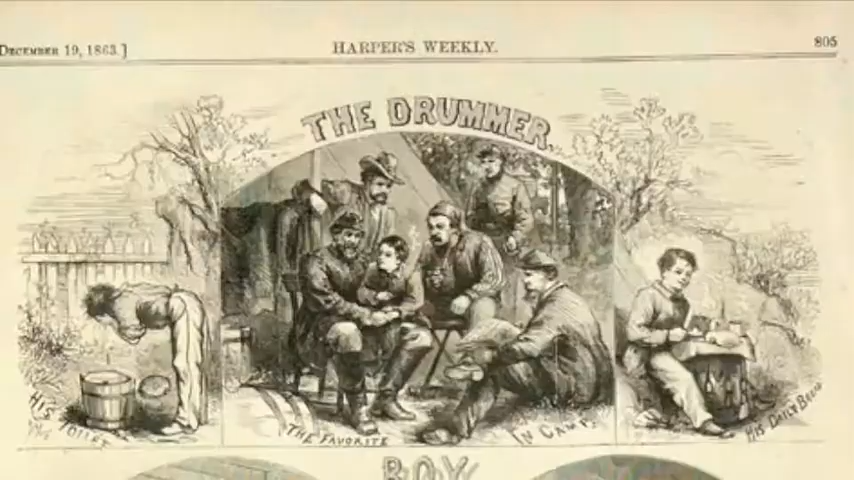 DECEMBER 19, 1863.]
HARPER'S WEEKLY.
805
THE DRUMMER
HIS TOILET
THE FAVORITE
IN CAMP
HIS DAILY BREAD
BOY